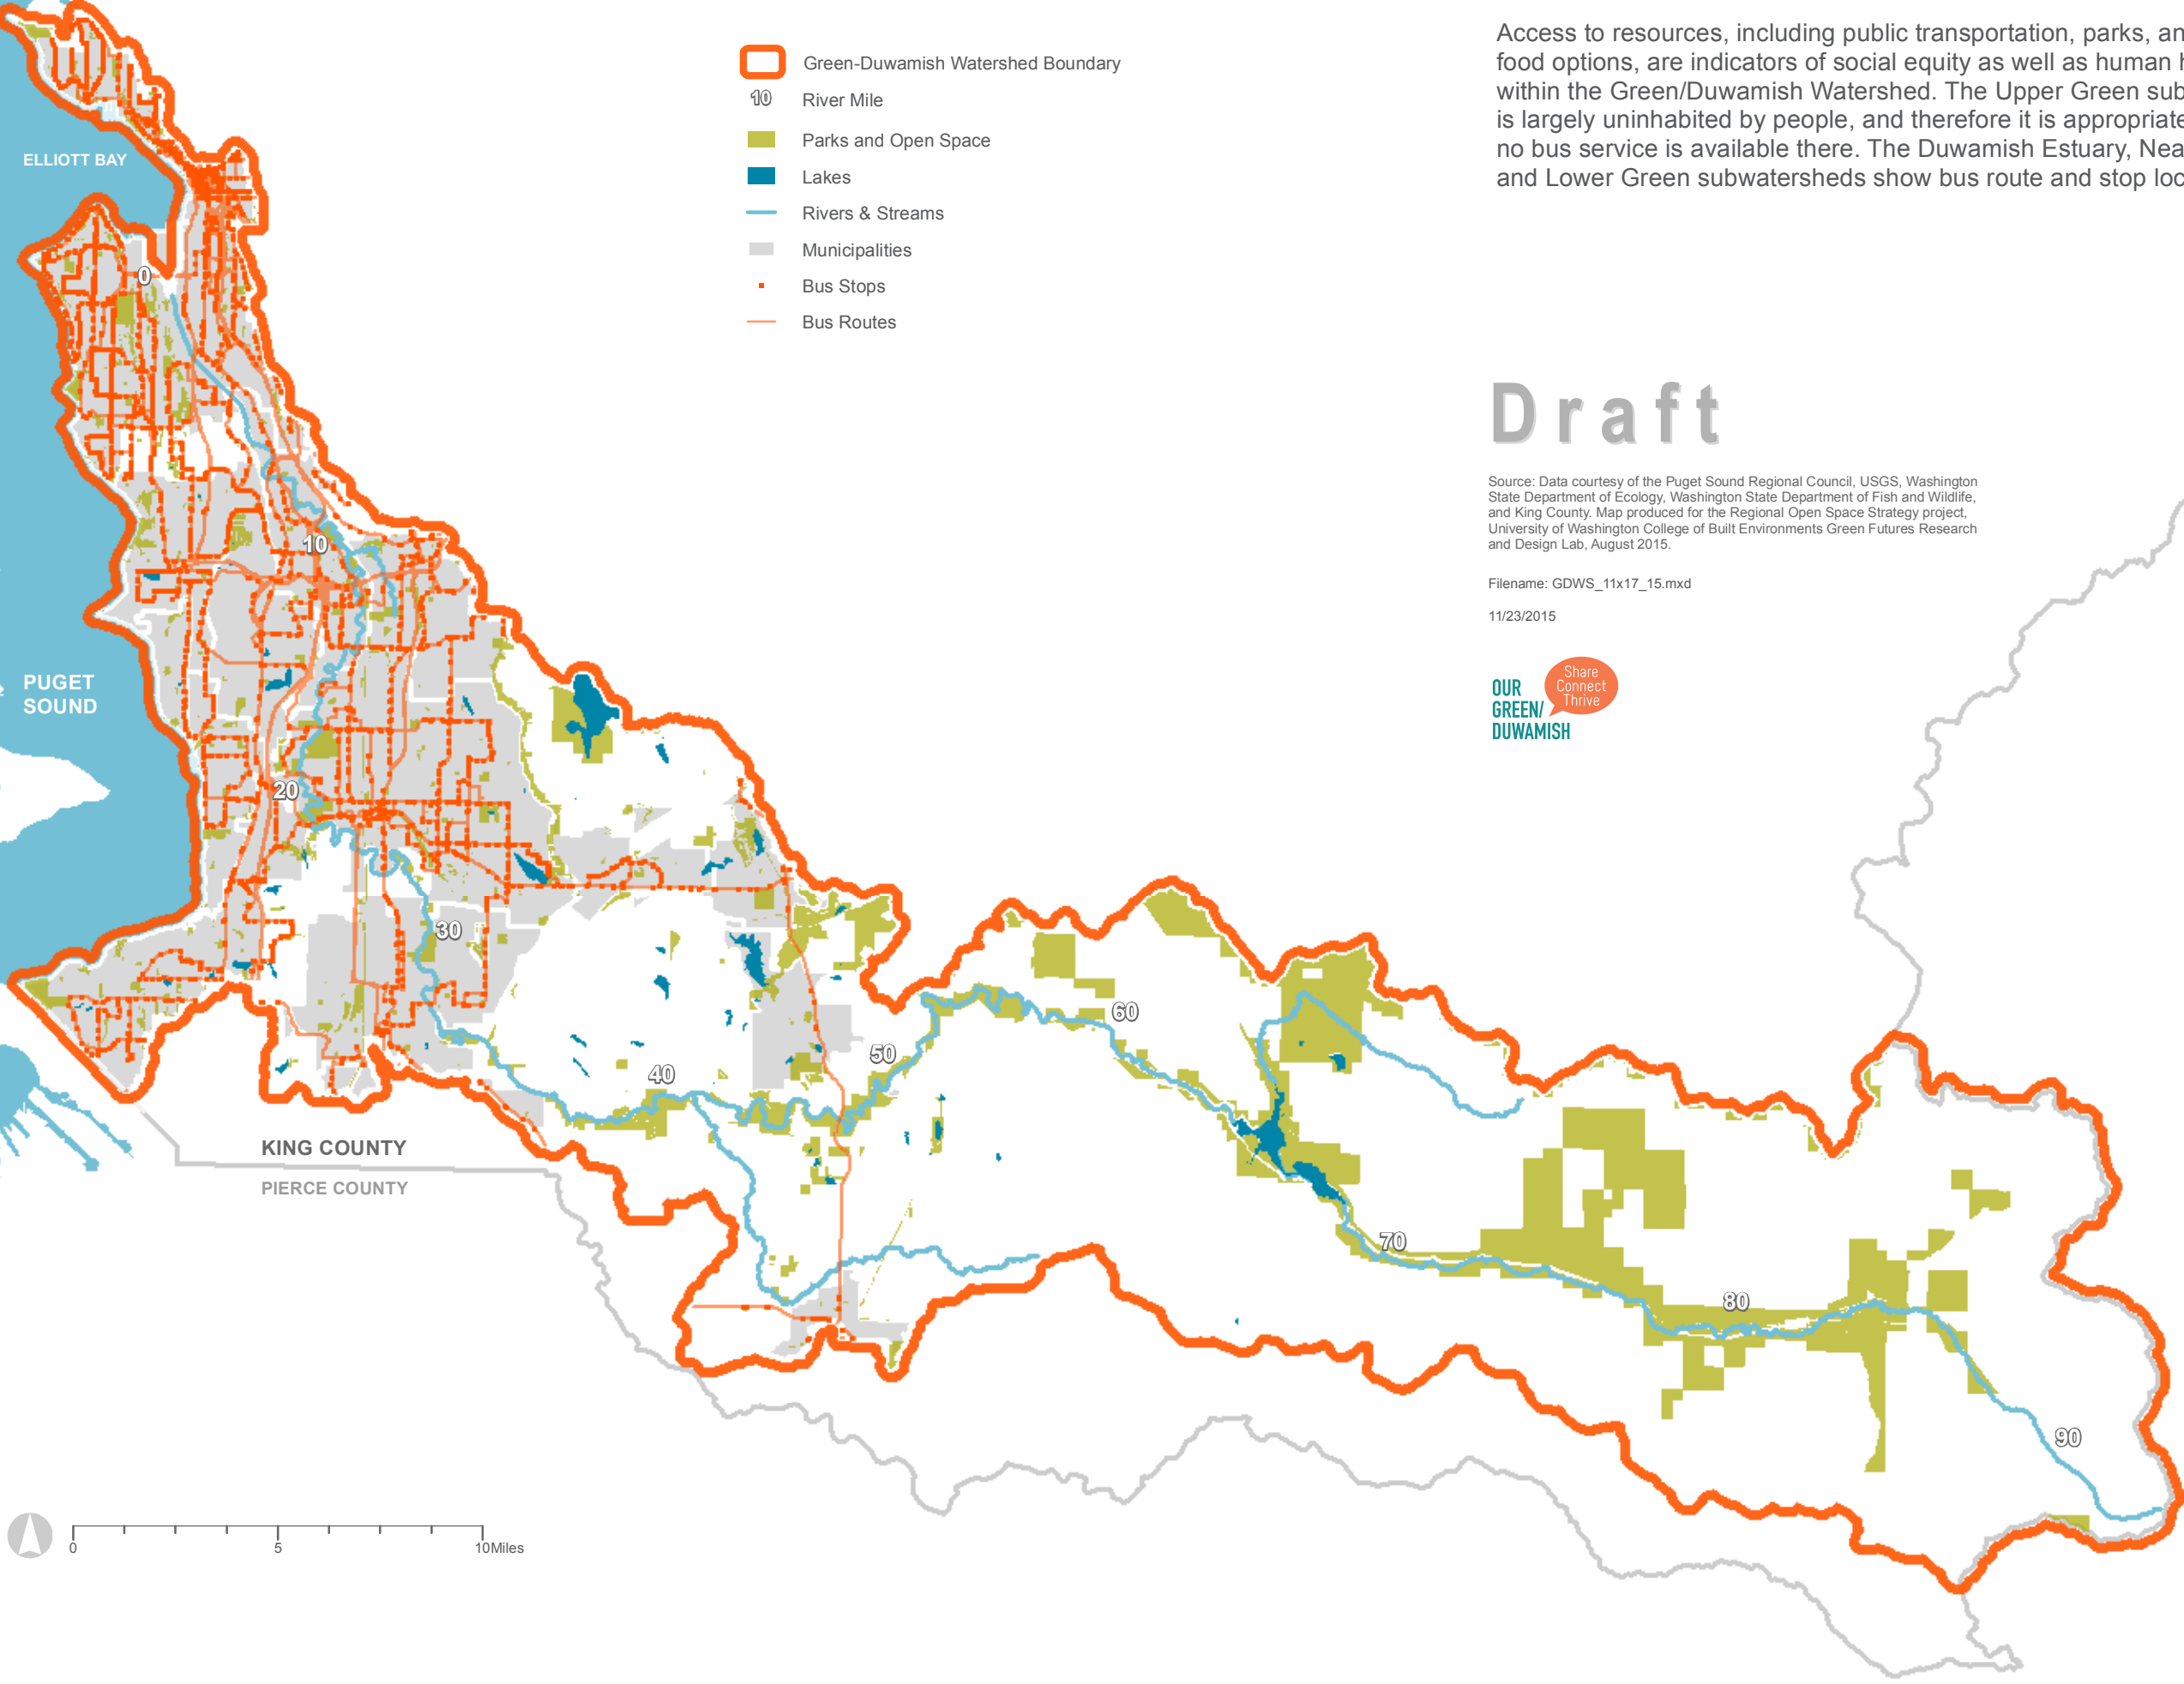 Green-Duwamish Watershed Boundary
10 River Mile
Parks and Open Space
Lakes
Rivers & Streams
Municipalities
Bus Stops
Bus Routes
Access to resources, including public transportation, parks,
food options, are indicators of social equity as well as human
within the Green/Duwamish Watershed. The Upper Green
is largely uninhabited by people, and therefore it is
no bus service is available there. The Duwamish Estuary,
and Lower Green subwatersheds show bus route and stop
Draft
Source: Data courtesy of the Puget Sound Regional Council, USGS, Washington
State Department of Ecology, Washington State Department of Fish and Wildlife,
and King County. Map produced for the Regional Open Space Strategy project,
University of Washington College of Built Environments Green Futures Research
and Design Lab, August 2015.
Filename: GDWS_11x17_15.mxd
11/23/2015
OUR
GREEN/
DUWAMISH
Share
Connect
Thrive
ELLIOTT BAY
0
10
PUGET
SOUND
20
30
40
50
60
70
80
90
KING COUNTY
PIERCE COUNTY
0 5 10Miles